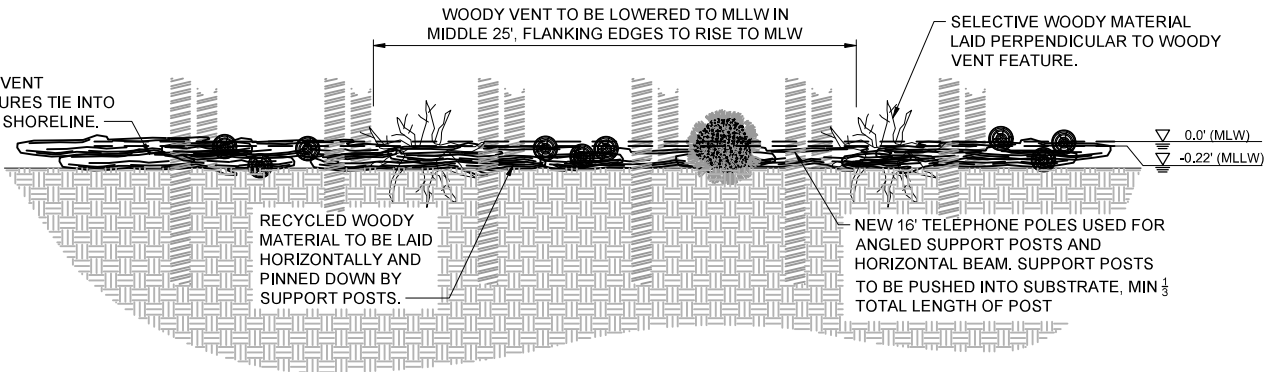 WOODY VENT TO BE LOWERED TO MLLW IN
MIDDLE 25', FLANKING EDGES TO RISE TO MLW
SELECTIVE WOODY MATERIAL
LAID PERPENDICULAR TO WOODY
VENT FEATURE.
VENT
URES TIE INTO
SHORELINE.
0.0' (MLW)
-0.22' (MLLW)
RECYCLED WOODY
MATERIAL TO BE LAID
HORIZONTALLY AND
PINNED DOWN BY
SUPPORT POSTS.
NEW 16' TELEPHONE POLES USED FOR
ANGLED SUPPORT POSTS AND
HORIZONTAL BEAM. SUPPORT POSTS
TO BE PUSHED INTO SUBSTRATE, MIN 1/3
TOTAL LENGTH OF POST